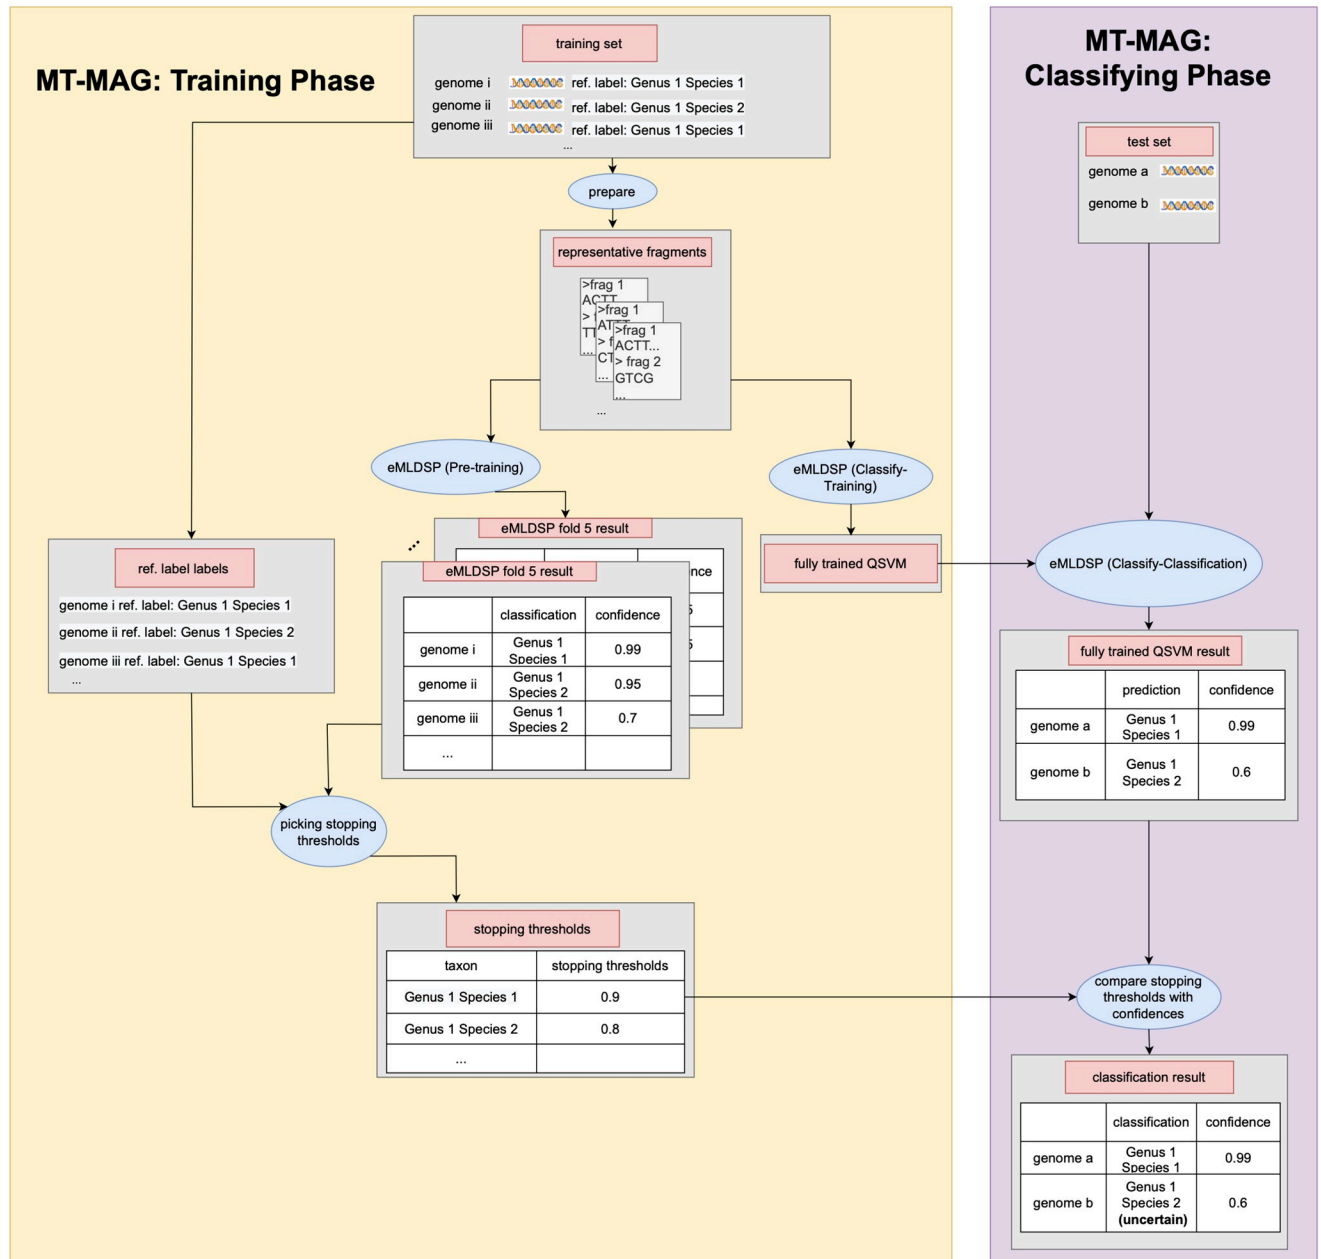 MT-MAG: Training Phase
training set
genome i ref. label: Genus 1 Species 1
genome ii ref. label: Genus 1 Species 2
genome iii ref. label: Genus 1 Species 1
...
prepare
representative fragments
>frag 1
ACTT
>
TT
...
>frag 1
ATTT
> f
CT
...
>frag 1
ACTT...
> frag 2
GTCG
...
...
eMLDSP (Pre-training)
eMLDSP (Classify-
Training)
fully trained QSVM
...
eMLDSP fold 5 result
nce
5
5
eMLDSP fold 5 result
classification confidence
genome i Genus 1 Species 1 0.99
genome ii Genus 1 Species 2 0.95
genome iii Genus 1 Species 2 0.7
...
ref. label labels
genome i ref. label: Genus 1 Species 1
genome ii ref. label: Genus 1 Species 2
genome iii ref. label: Genus 1 Species 1
...
picking stopping
thresholds
stopping thresholds
taxon stopping thresholds
Genus 1 Species 1 0.9
Genus 1 Species 2 0.8
...
MT-MAG:
Classifying Phase
test set
genome a
genome b
eMLDSP (Classify-Classification)
fully trained QSVM result
prediction confidence
genome a Genus 1 Species 1 0.99
genome b Genus 1 Species 2 0.6
compare stopping
thresholds with
confidences
classification result
classification confidence
genome a Genus 1 Species 1 0.99
genome b Genus 1 Species 2 (uncertain) 0.6